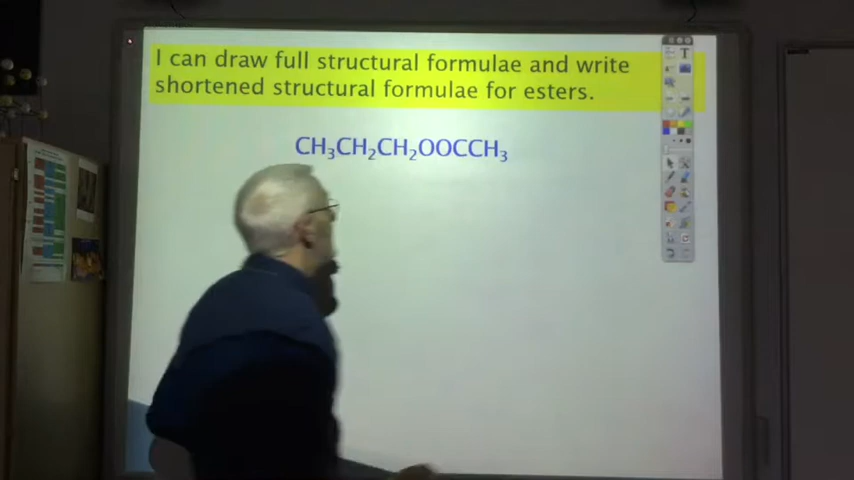 I can draw full structural formulae and write
shortened structural formulae for esters.
CH₃CH₂CH₂OOCCH₃
T